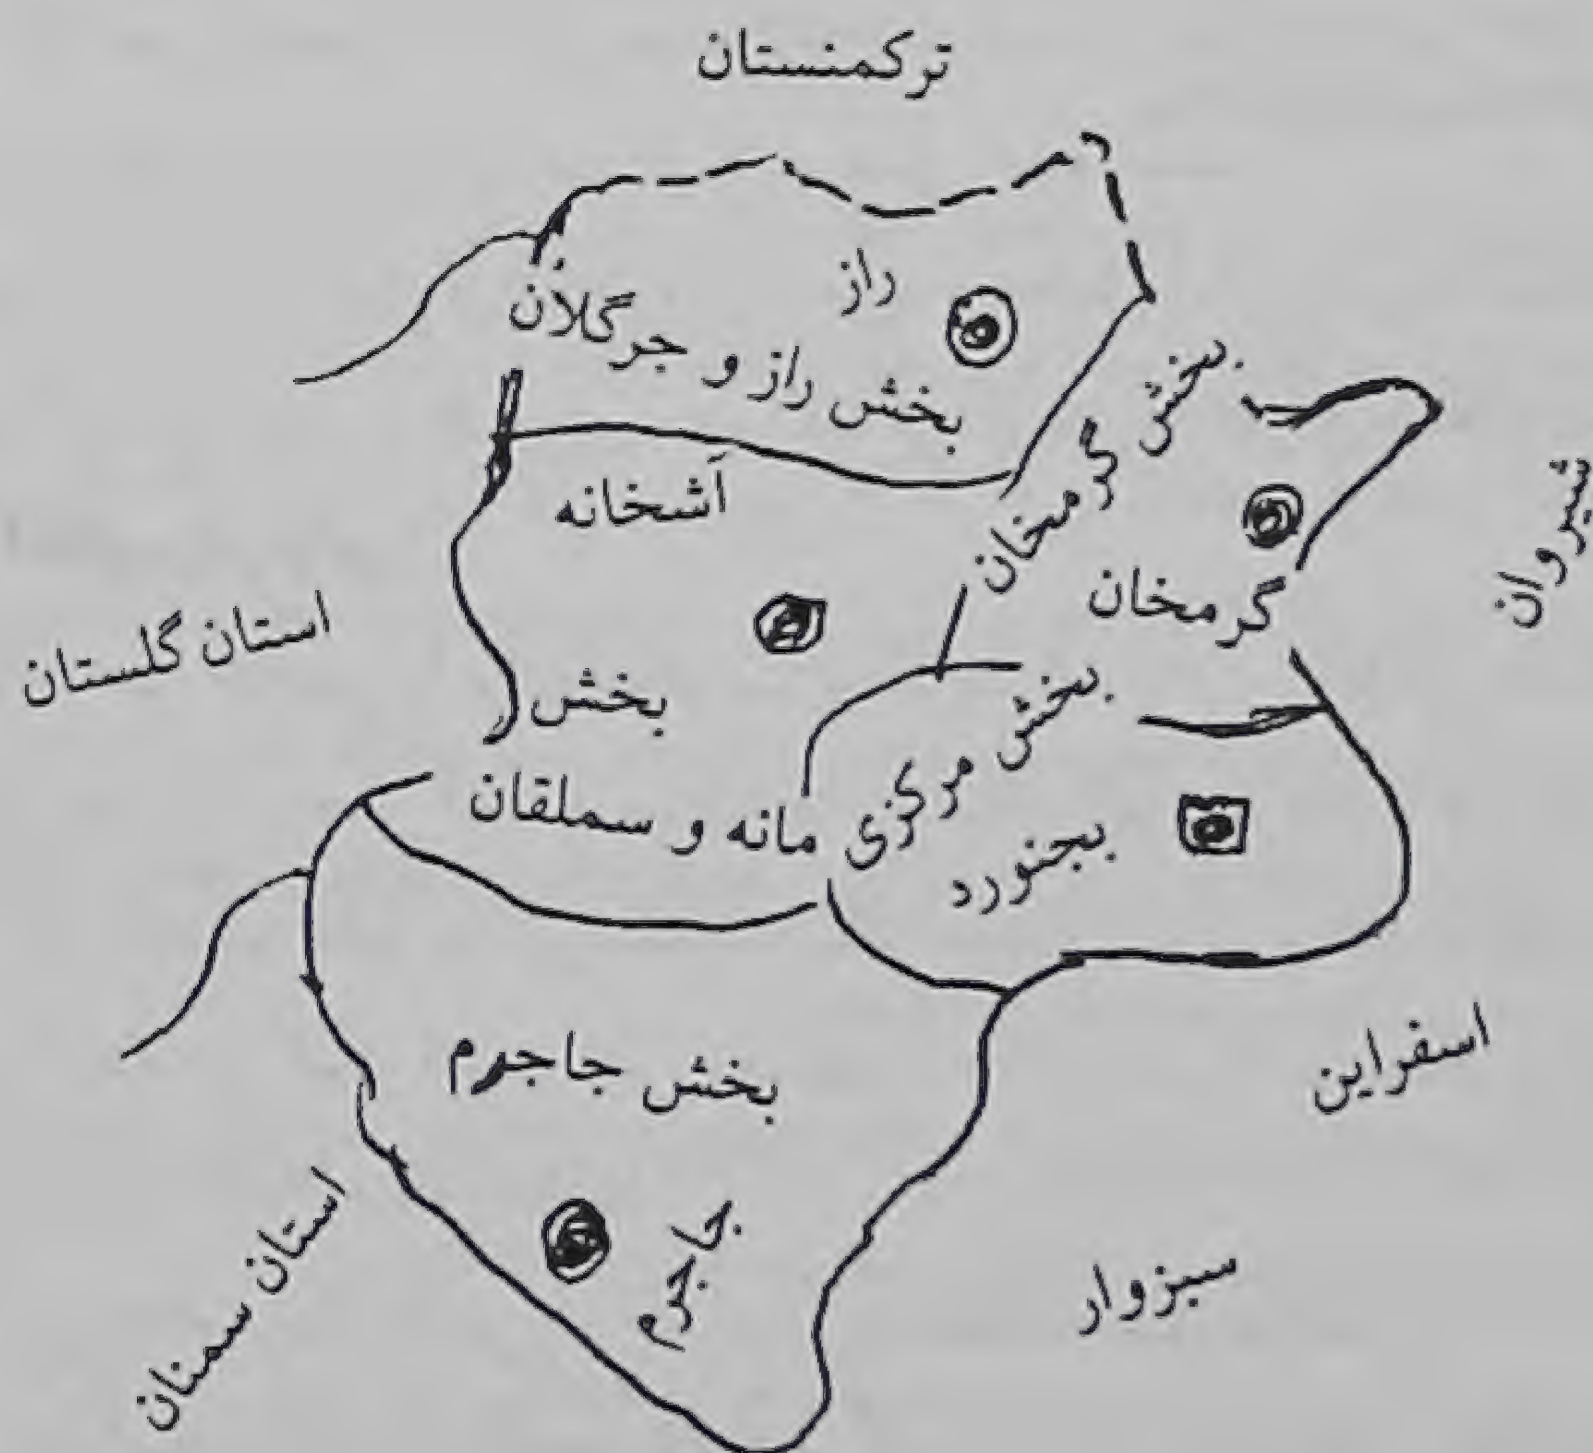 ترکمنستان
راز
بخش راز و جرگلان
بخش گرمخان
گرمخان
شیروان
آشخانه
بخش
مانه و سملقان
استان گلستان
بخش مرکزی
بجنورد
اسفراین
بخش جاجرم
جاجرم
سبزوار
استان سمنان